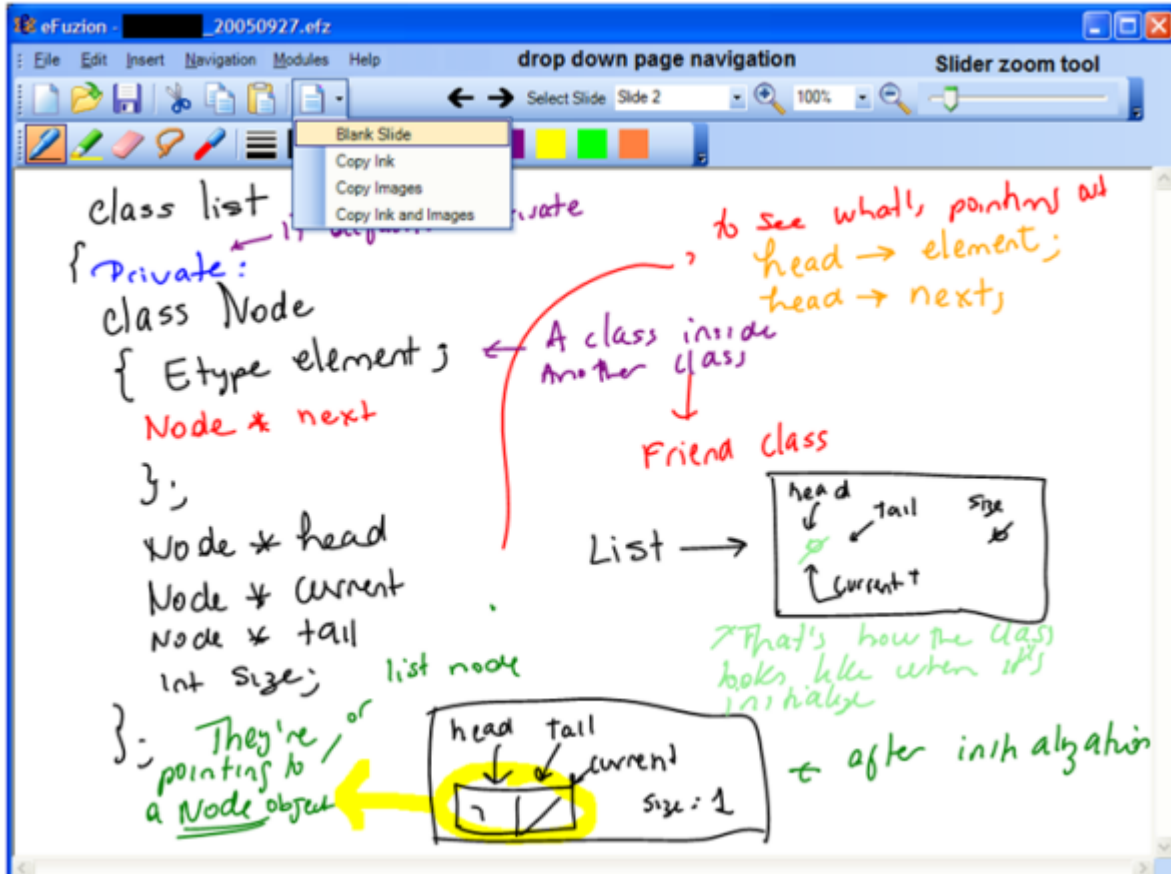 eFuzion - _20050927.efz
File Edit Insert Navigation Modules Help
drop down page navigation
Slider zoom tool
Select Slide Slide 2 100%
Blank Slide
Copy Ink
Copy Images
Copy Ink and Images
class list
{ Private:
class Node
{ Etype element;
Node * next
};
Node * head
Node * current
Node * tail
int size;
};
to see what's pointing at
head → element;
head → next;
← A class inside
Another class
Friend class
List →
head
tail
size
current
That's how the class
looks like when it's
initialize
list node
or
They're
pointing to
a Node object
head tail
current
size: 1
← after initialization